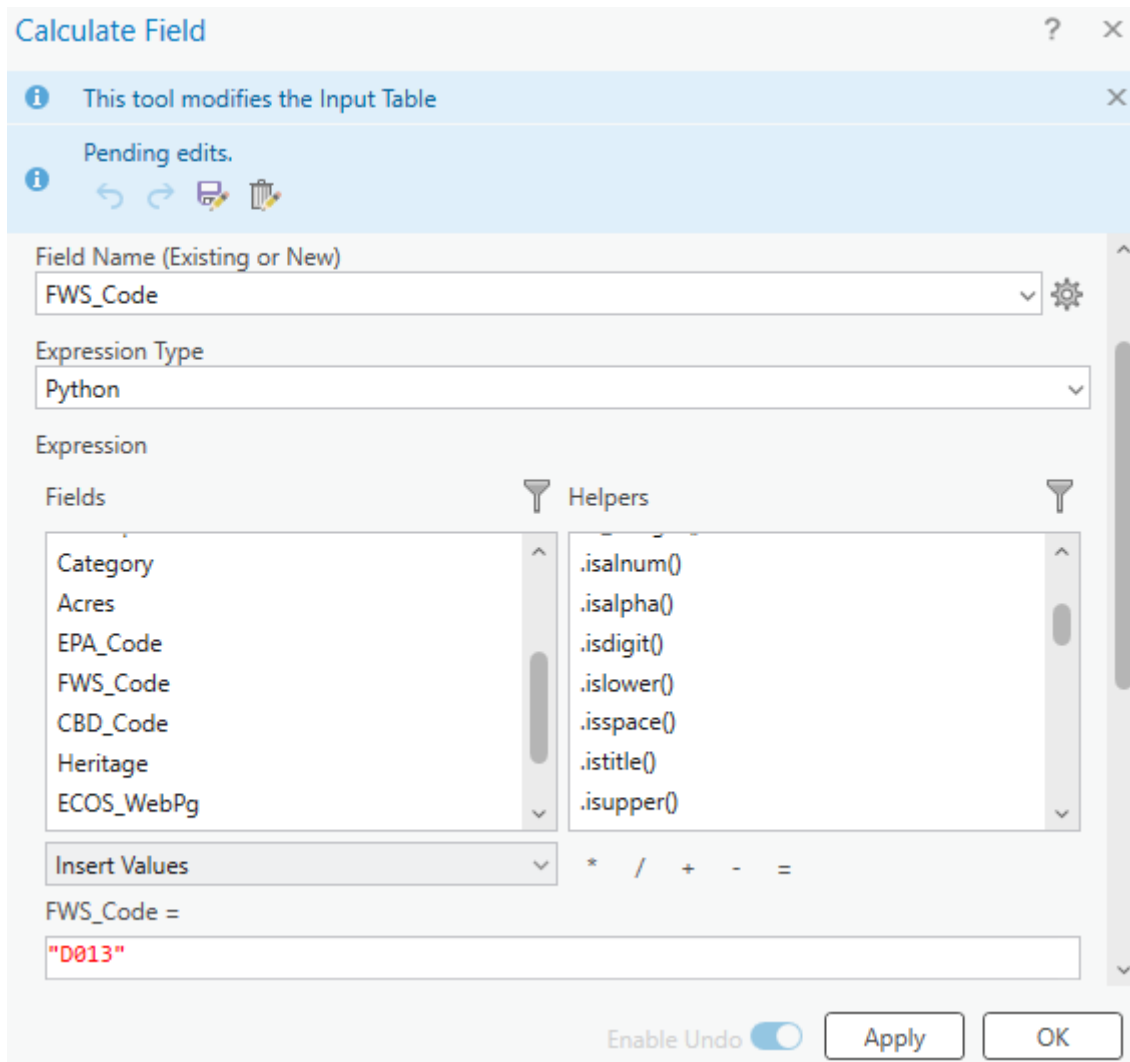 Calculate Field ?
This tool modifies the Input Table
Pending edits.
Field Name (Existing or New)
FWS_Code
Expression Type
Python
Expression
Fields
Helpers
Category
Acres
EPA_Code
FWS_Code
CBD_Code
Heritage
ECOS_WebPg
.isalnum()
.isalpha()
.isdigit()
.islower()
.isspace()
.istitle()
.isupper()
Insert Values
* / + - =
FWS_Code =
"D013"
Enable Undo
Apply
OK